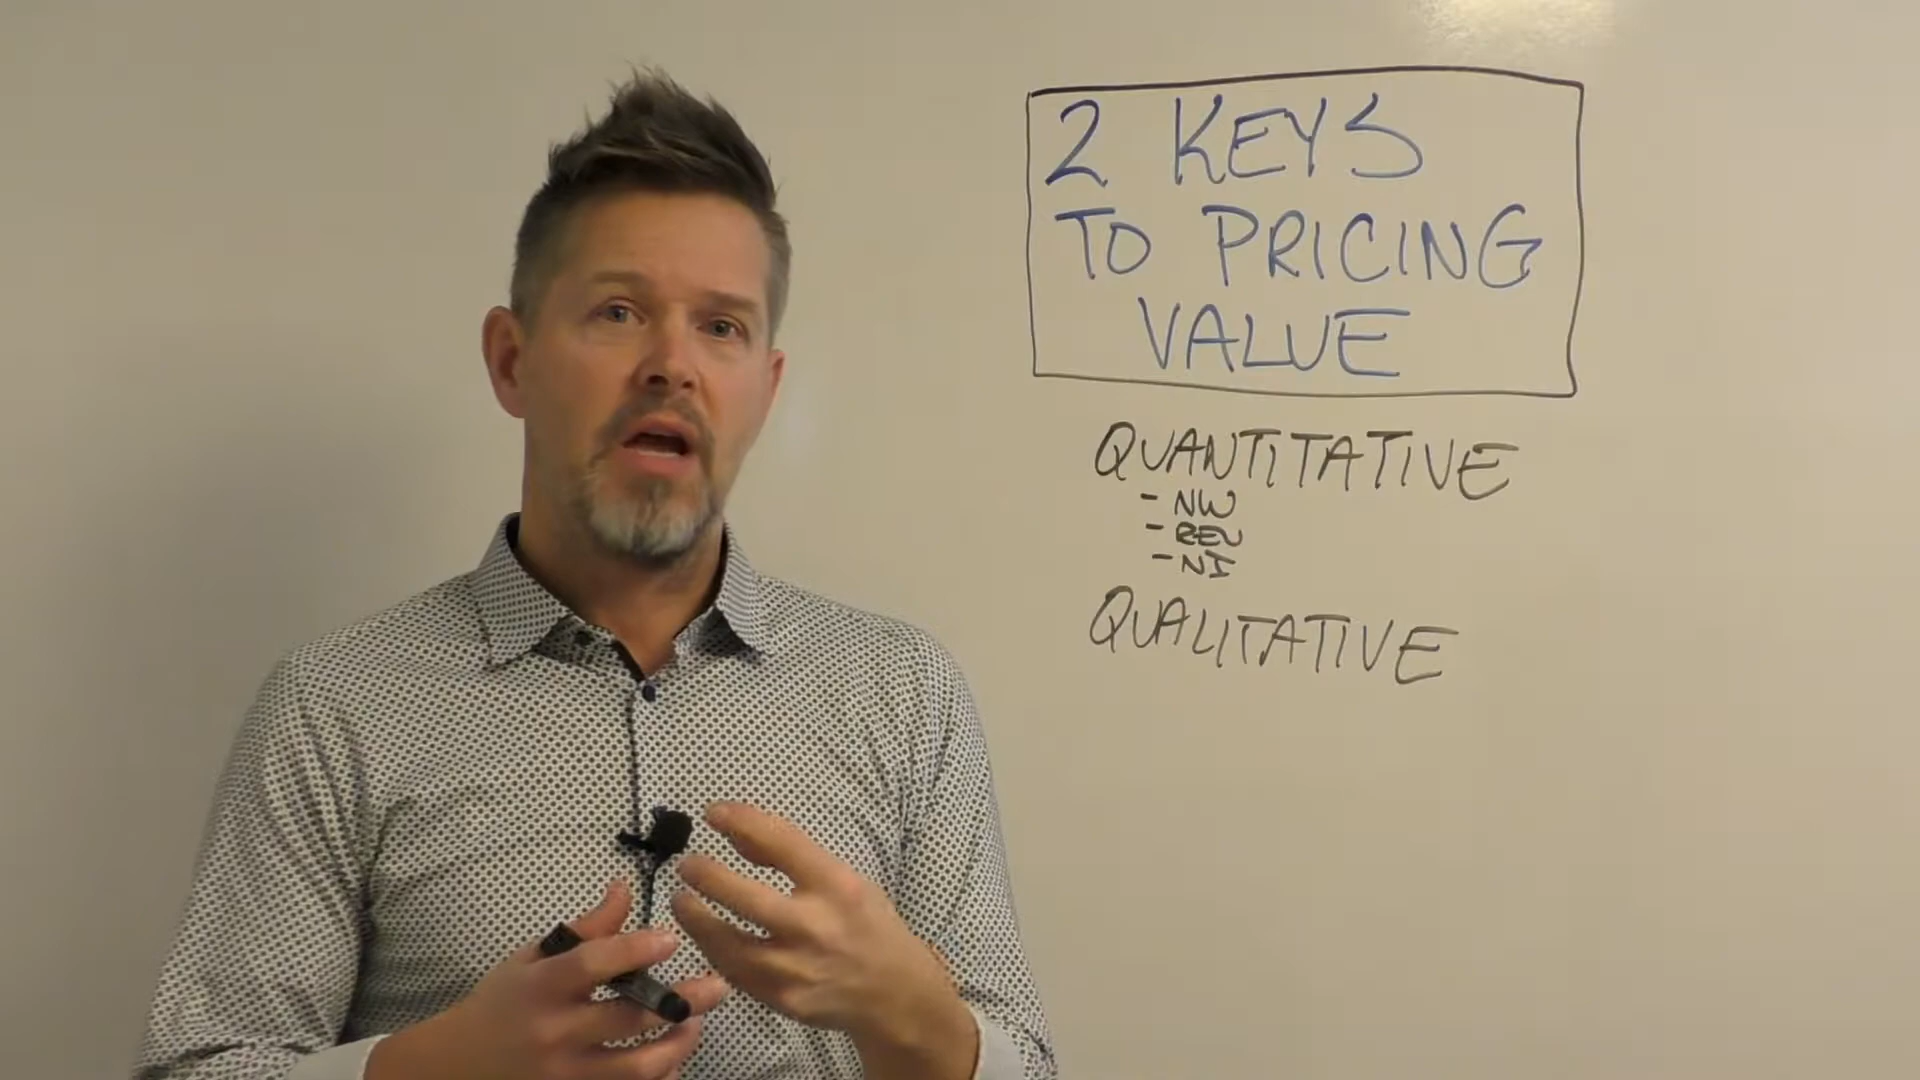 2 KEYS
TO PRICING
VALUE
QUANTITATIVE
- NW
- REV
- NI
QUALITATIVE